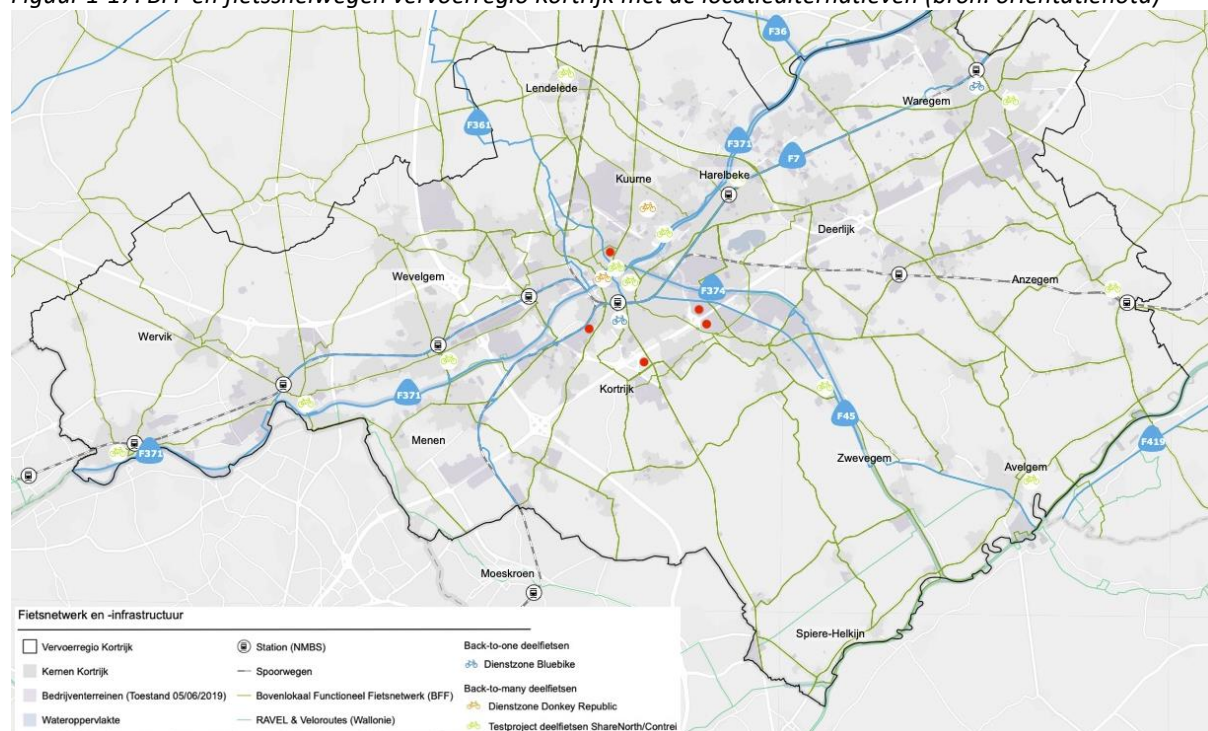 Figuur 1-17: BFF en fietssnelwegen vervoerregio Kortrijk met de locatiealternatieven (bron: oriëntatienota)
F36
Lendelede
Waregem
F361
F371
F7
Kuurne
Harelbeke
Deerlijk
Wevelgem
Anzegem
F374
Wervik
Kortrijk
F371
F45
Menen
F371
F419
Zwevegem
Avelgem
Moeskroen
Spiere-Helkijn
Fietsnetwerk en -infrastructuur
Vervoerregio Kortrijk
Station (NMBS)
Back-to-one deelfietsen
Kernen Kortrijk
Spoorwegen
Dienstzone Bluebike
Bedrijventerreinen (Toestand 05/06/2019)
Bovenlokaal Functioneel Fietsnetwerk (BFF)
Back-to-many deelfietsen
Dienstzone Donkey Republic
Wateroppervlakte
RAVEL & Veloroutes (Wallonie)
Testproject deelfietsen ShareNorth/Contrei